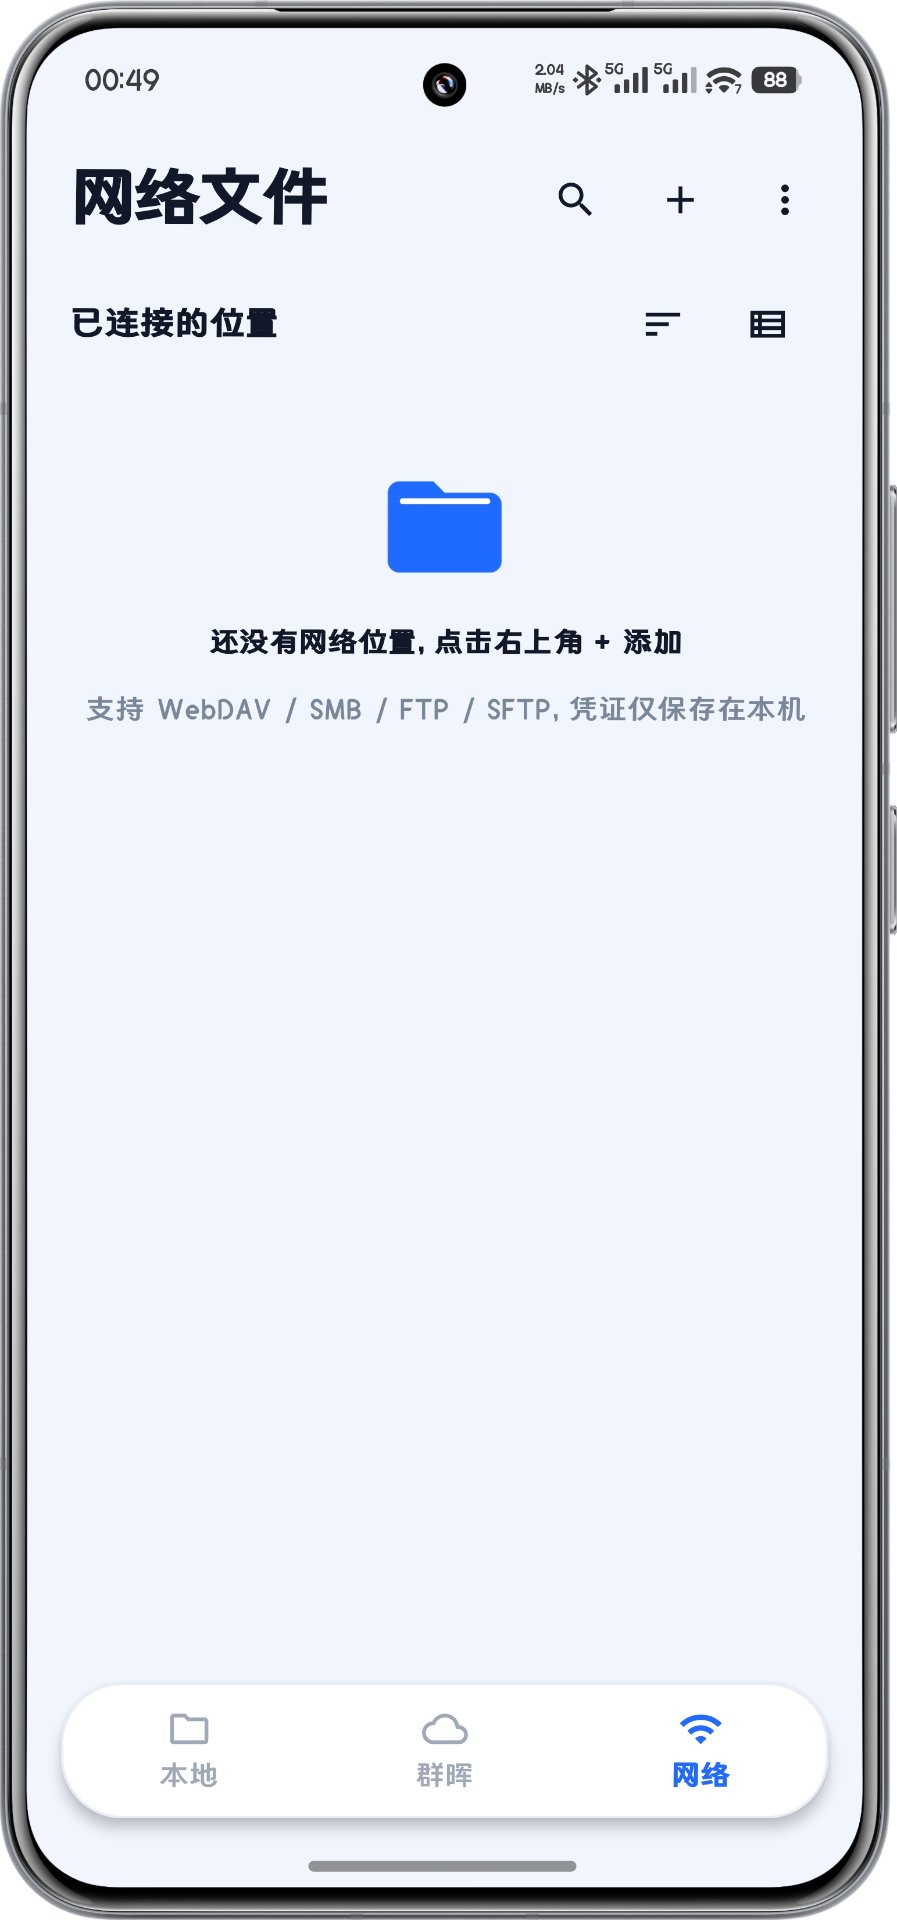 00:49
2.04
MB/s
5G
5G
7
88
网络文件
已连接的位置
还没有网络位置, 点击右上角 + 添加
支持 WebDAV / SMB / FTP / SFTP, 凭证仅保存在本机
本地
群晖
网络